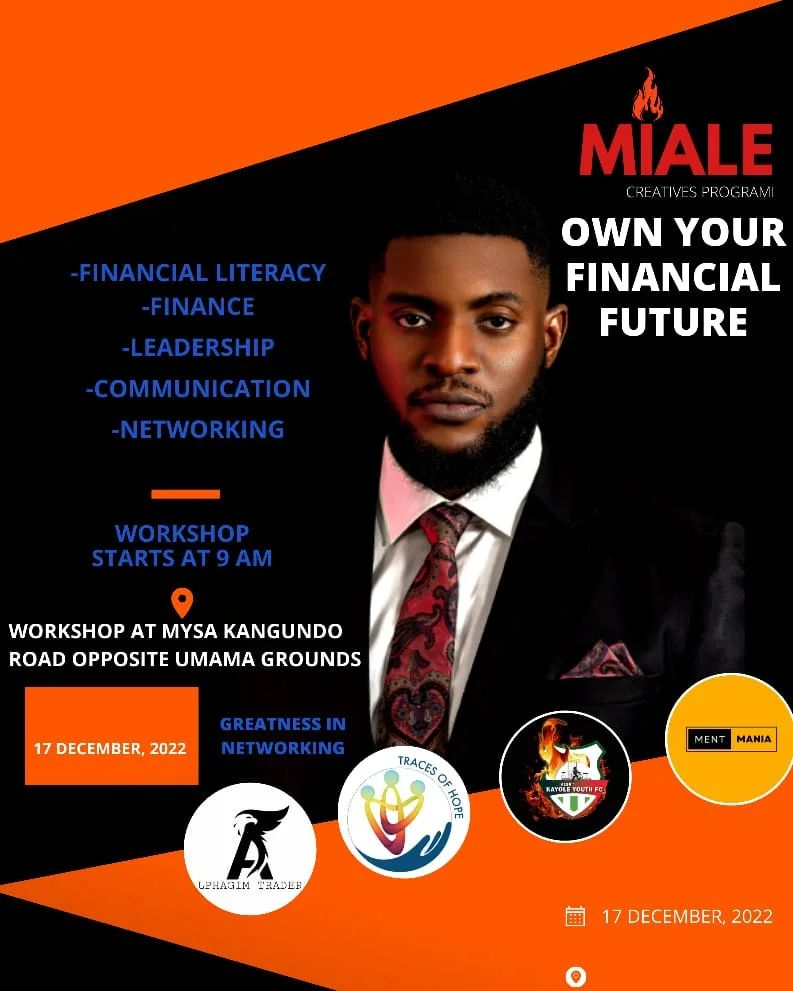 MIALE
CREATIVES PROGRAMI
OWN YOUR
FINANCIAL
FUTURE
-FINANCIAL LITERACY
-FINANCE
-LEADERSHIP
-COMMUNICATION
-NETWORKING
WORKSHOP
STARTS AT 9 AM
WORKSHOP AT MYSA KANGUNDO
ROAD OPPOSITE UMAMA GROUNDS
17 DECEMBER, 2022
GREATNESS IN
NETWORKING
A
LPHAGIM TRADER
TRACES OF HOPE
KAYOLE YOUTH FC
MENT MANIA
17 DECEMBER, 2022